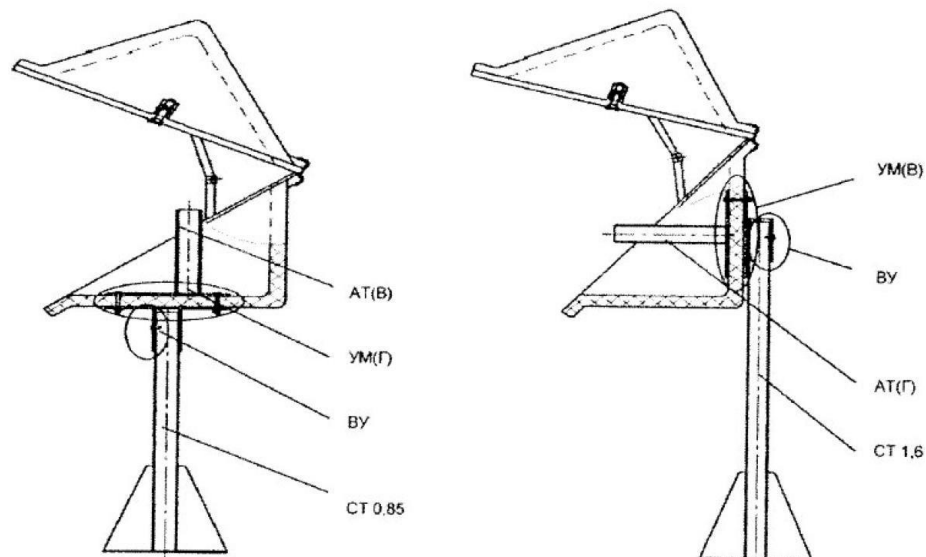 АТ(В)
УМ(Г)
ВУ
СТ 0,85
УМ(В)
ВУ
АТ(Г)
СТ 1,6